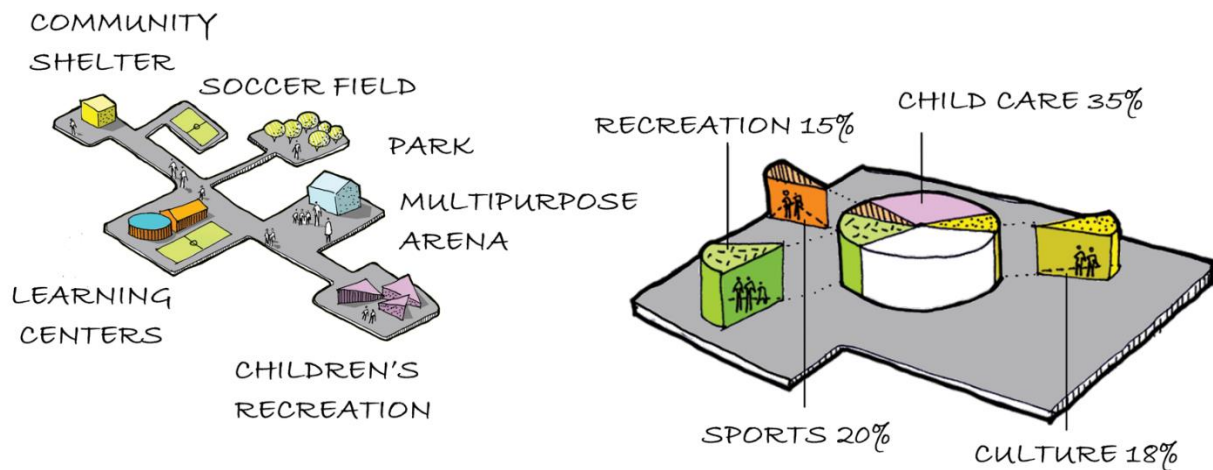 COMMUNITY
SHELTER
SOCCER FIELD
PARK
MULTIPURPOSE
ARENA
LEARNING
CENTERS
CHILDREN'S
RECREATION
CHILD CARE 35%
RECREATION 15%
SPORTS 20%
CULTURE 18%